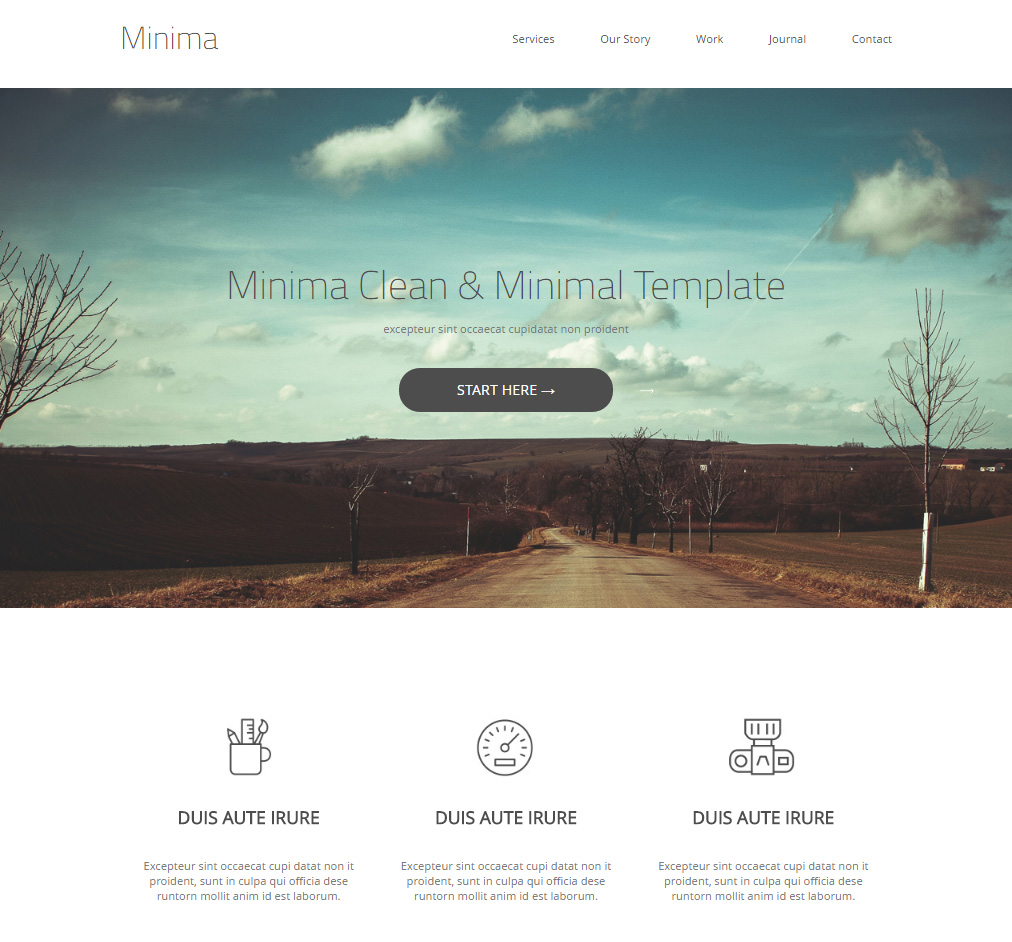 Minima
Services
Our Story
Work
Journal
Contact
Minima Clean & Minimal Template
excepteur sint occaecat cupidatat non proident
START HERE →
DUIS AUTE IRURE
Excepteur sint occaecat cupi datat non it
proident, sunt in culpa qui officia dese
runtorn mollit anim id est laborum.
DUIS AUTE IRURE
Excepteur sint occaecat cupi datat non it
proident, sunt in culpa qui officia dese
runtorn mollit anim id est laborum.
DUIS AUTE IRURE
Excepteur sint occaecat cupi datat non it
proident, sunt in culpa qui officia dese
runtorn mollit anim id est laborum.